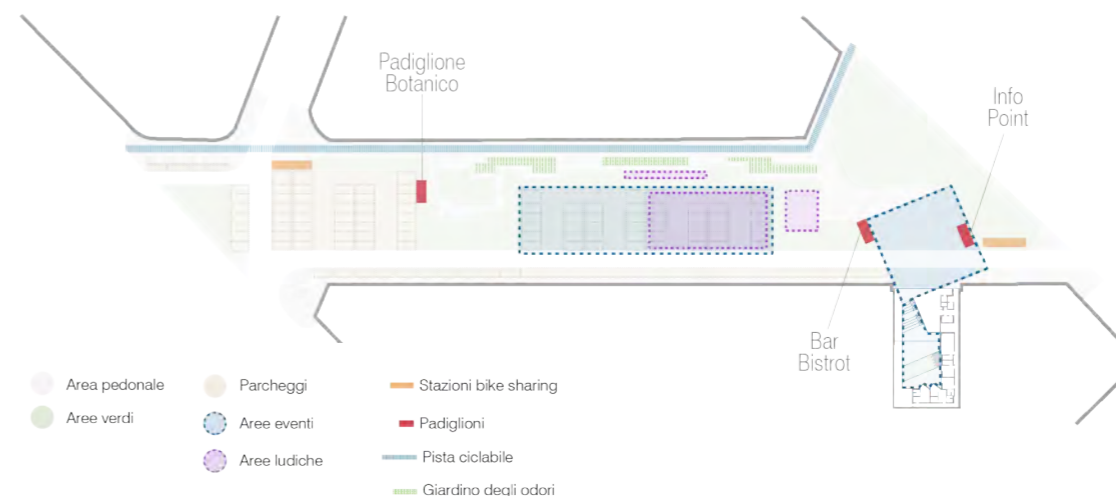 Padiglione
Botanico
Info
Point
Bar
Bistrot
Area pedonale
Aree verdi
Parcheggi
Aree eventi
Aree ludiche
Stazioni bike sharing
Padiglioni
Pista ciclabile
Giardino degli odori